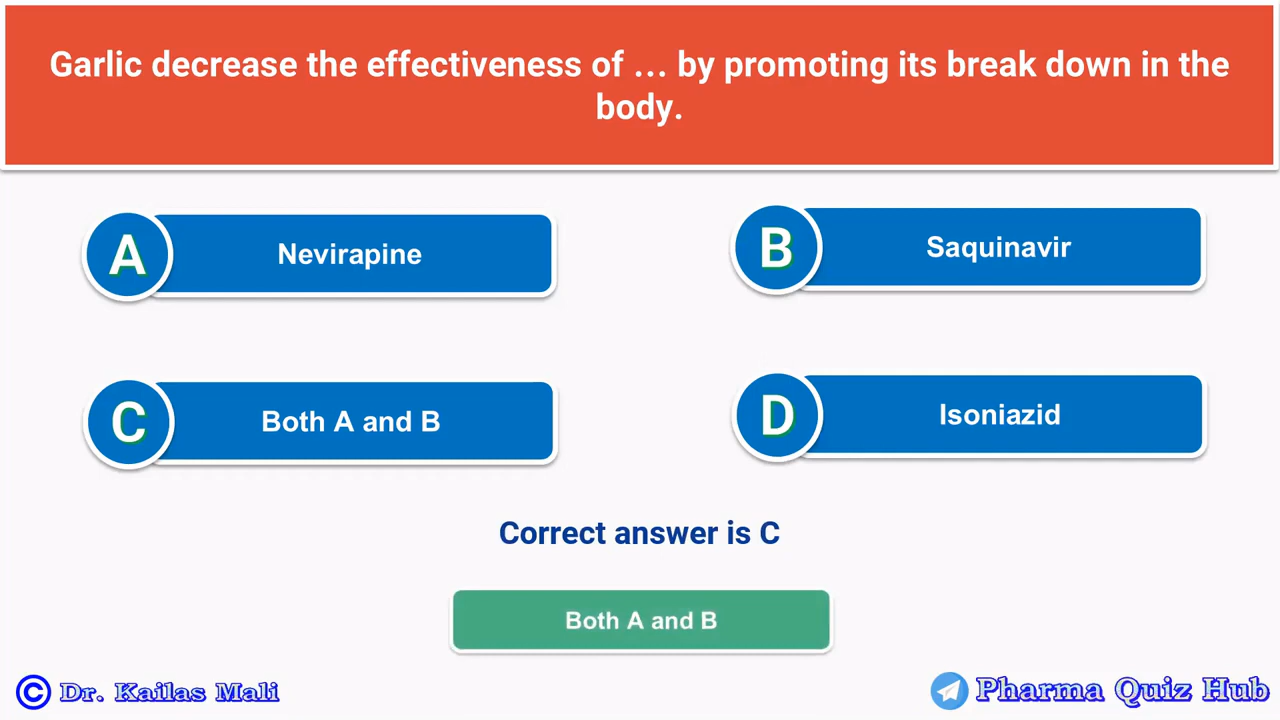 Garlic decrease the effectiveness of ... by promoting its break down in the
body.
A Nevirapine
B Saquinavir
C Both A and B
D Isoniazid
Correct answer is C
Both A and B
© Dr. Kailas Mali
Pharma Quiz Hub